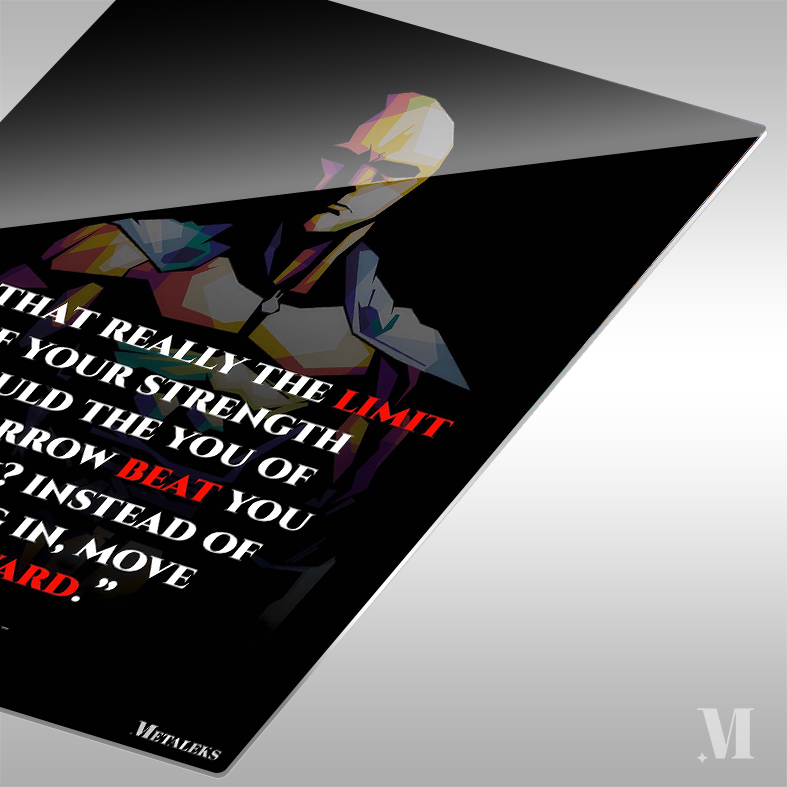 THAT REALLY THE LIMIT
F YOUR STRENGTH
ULD THE YOU OF
RROW BEAT YOU
? INSTEAD OF
G IN, MOVE
ARD. ”
METALEKS
M